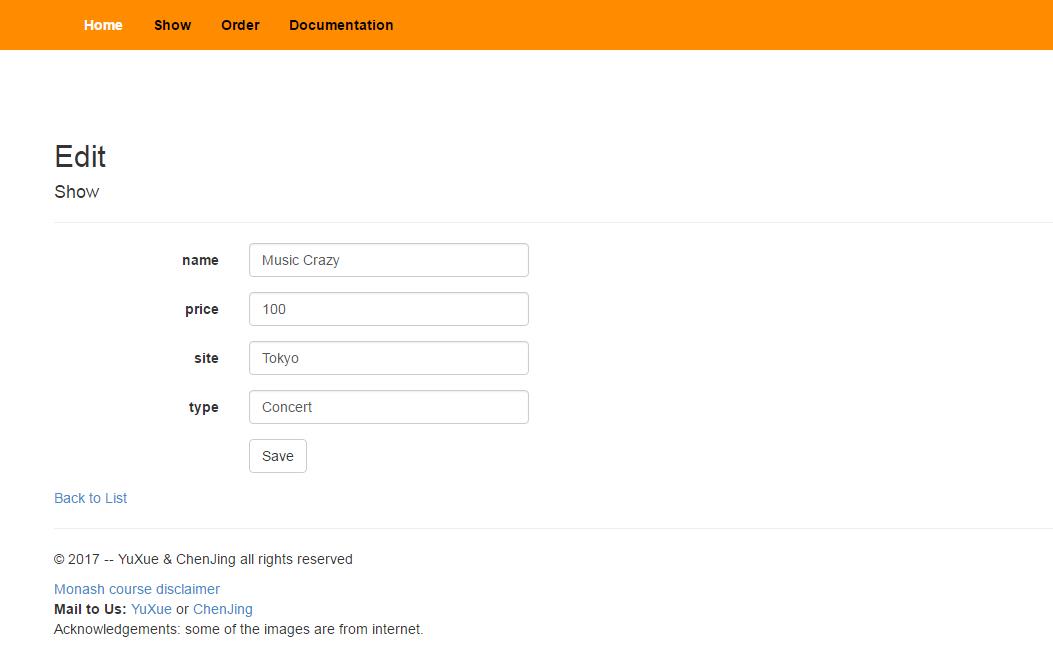 Home Show Order Documentation
Edit
Show
name Music Crazy
price 100
site Tokyo
type Concert
Save
Back to List
© 2017 -- YuXue & ChenJing all rights reserved
Monash course disclaimer
Mail to Us: YuXue or ChenJing
Acknowledgements: some of the images are from internet.